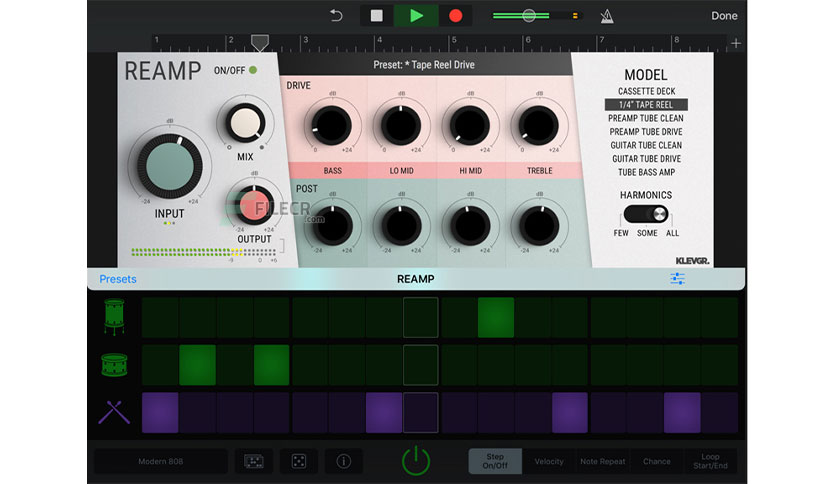 Done
1 2 3 4 5 6 7 8
REAMP ON/OFF
Preset: * Tape Reel Drive
MODEL
CASSETTE DECK
1/4" TAPE REEL
PREAMP TUBE CLEAN
PREAMP TUBE DRIVE
GUITAR TUBE CLEAN
GUITAR TUBE DRIVE
TUBE BASS AMP
HARMONICS
FEW SOME ALL
KLEVGR.
dB
-24 +24
INPUT
MIX
dB
-24 +24
OUTPUT
-9 0 +6
DRIVE
dB dB dB dB
0 +24 0 +24 0 +24 0 +24
BASS LO MID HI MID TREBLE
POST
dB dB dB dB
-24 +24 -24 +24 -24 +24 -24 +24
FILECR
.com
Presets REAMP
Modern 808
Step
On/Off
Velocity
Note Repeat
Chance
Loop
Start/End